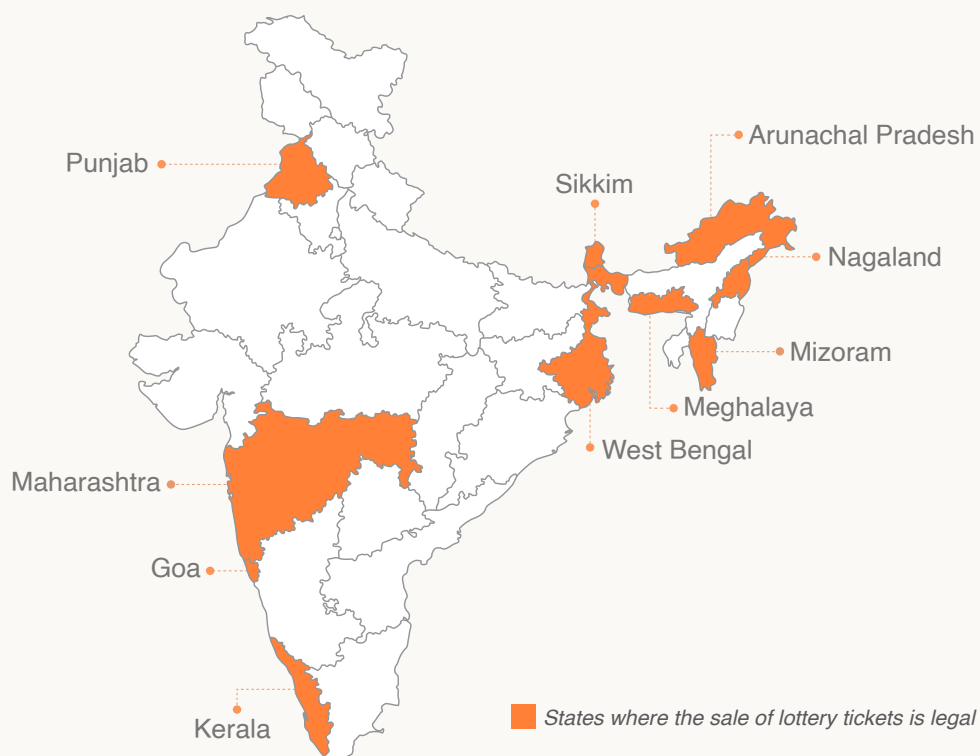 Arunachal Pradesh
Punjab
Sikkim
Nagaland
Mizoram
Meghalaya
West Bengal
Maharashtra
Goa
Kerala
States where the sale of lottery tickets is legal